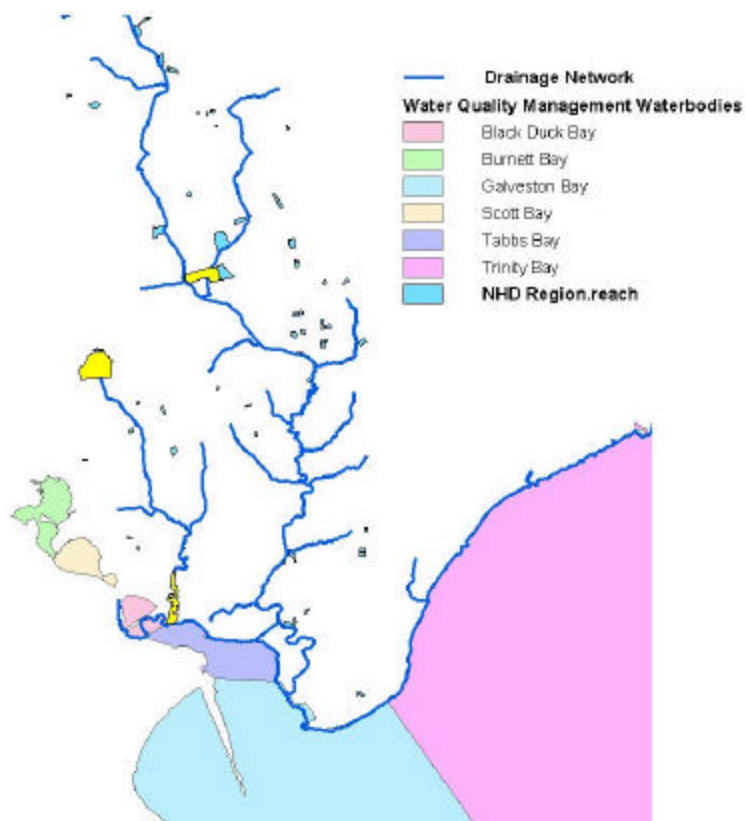 Drainage Network
Water Quality Management Waterbodies
Black Duck Bay
Burnett Bay
Galveston Bay
Scott Bay
Tabbs Bay
Trinity Bay
NHD Region.reach